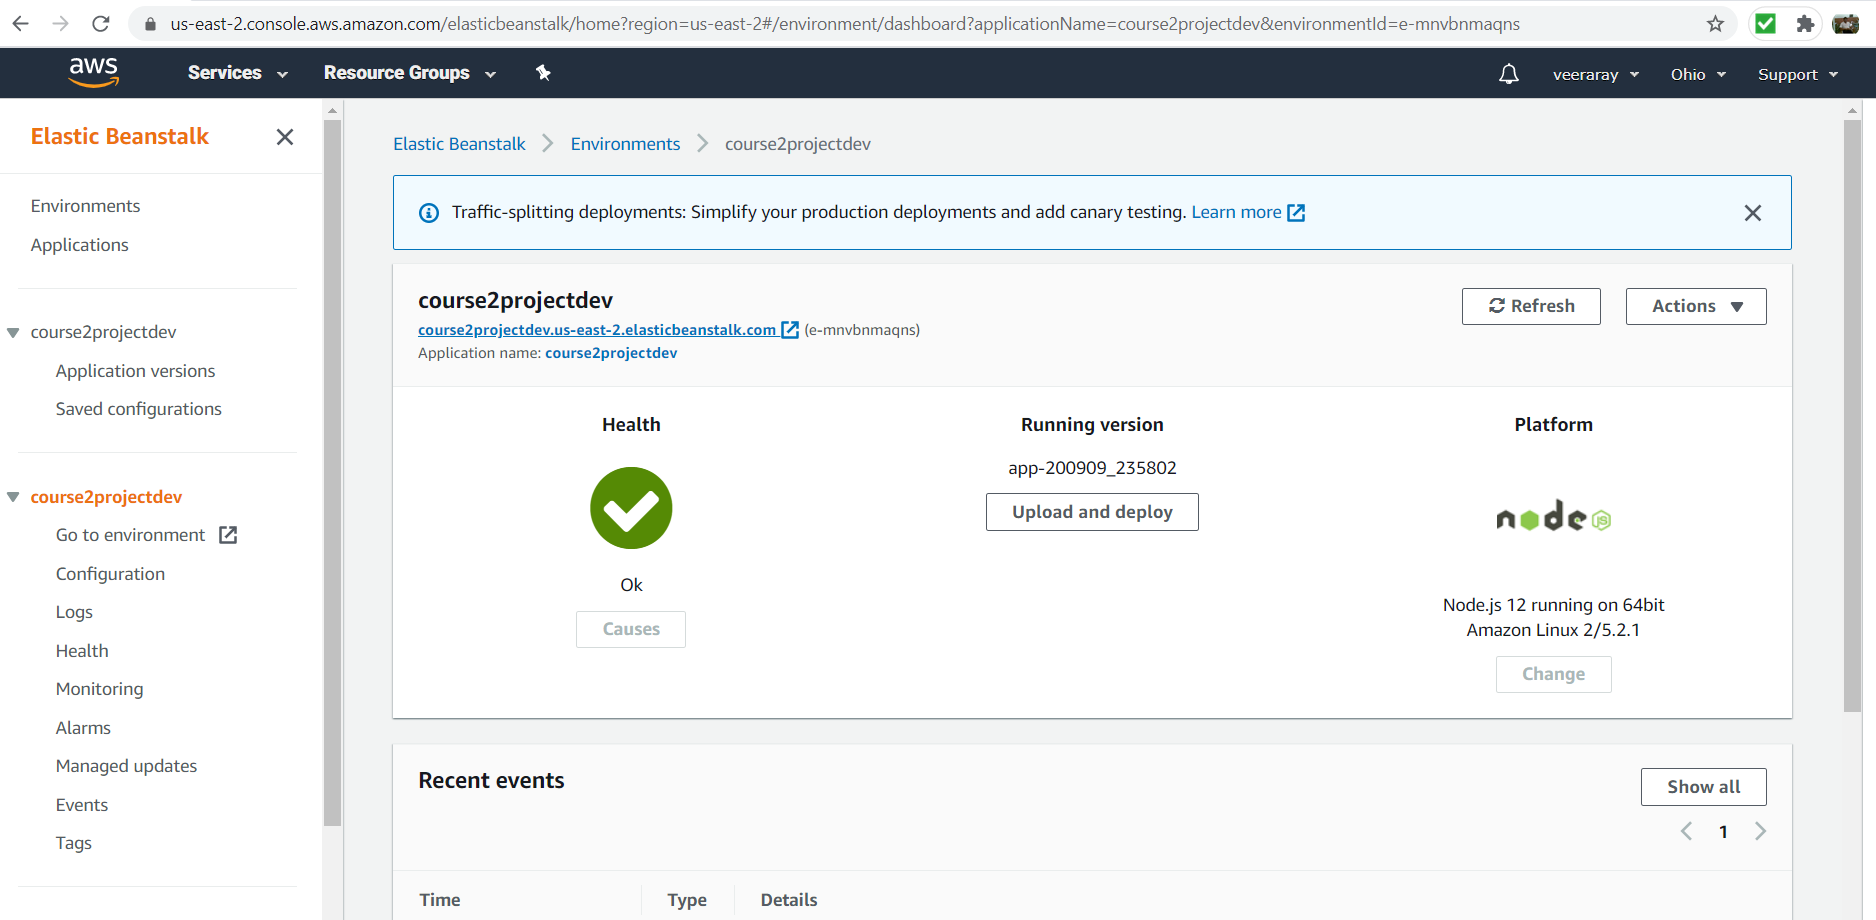 us-east-2.console.aws.amazon.com/elasticbeanstalk/home?region=us-east-2#/environment/dashboard?applicationName=course2projectdev&environmentId=e-mnvbnmaqns
aws
Services
Resource Groups
veeraray
Ohio
Support
Elastic Beanstalk
Environments
Applications
course2projectdev
Application versions
Saved configurations
course2projectdev
Go to environment
Configuration
Logs
Health
Monitoring
Alarms
Managed updates
Events
Tags
Elastic Beanstalk
Environments
course2projectdev
Traffic-splitting deployments: Simplify your production deployments and add canary testing. Learn more
course2projectdev
course2projectdev.us-east-2.elasticbeanstalk.com (e-mnvbnmaqns)
Application name: course2projectdev
Refresh
Actions
Health
Ok
Causes
Running version
app-200909_235802
Upload and deploy
Platform
node JS
Node.js 12 running on 64bit
Amazon Linux 2/5.2.1
Change
Recent events
Show all
1
Time
Type
Details